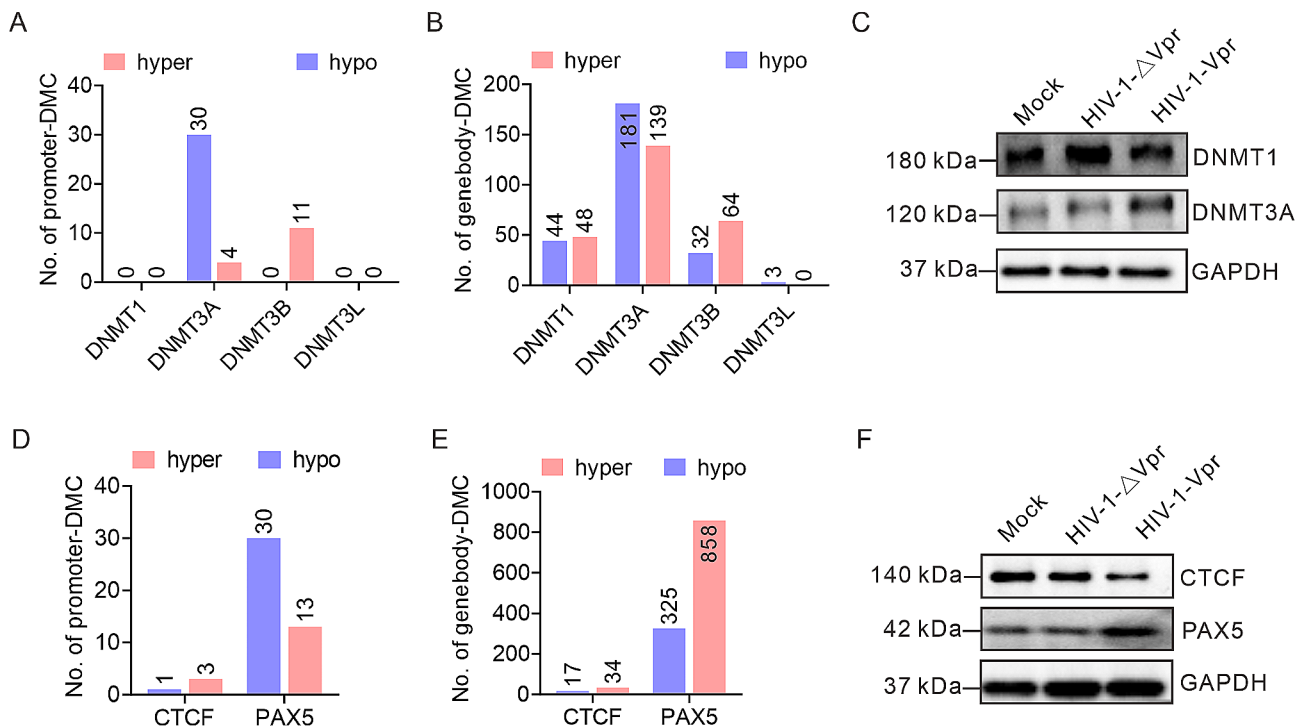 A
hyper hypo
No. of promoter-DMC
40
30
20
10
0
0 0 30 4 0 11 0 0
DNMT1 DNMT3A DNMT3B DNMT3L
B
hyper hypo
No. of genebody-DMC
200
150
100
50
0
44 48 181 139 32 64 3 0
DNMT1 DNMT3A DNMT3B DNMT3L
C
Mock HIV-1-△Vpr HIV-1-Vpr
180 kDa DNMT1
120 kDa DNMT3A
37 kDa GAPDH
D
hyper hypo
No. of promoter-DMC
40
30
20
10
0
1 3 30 13
CTCF PAX5
E
hyper hypo
No. of genebody-DMC
1000
800
600
400
200
0
17 34 325 858
CTCF PAX5
F
Mock HIV-1-△Vpr HIV-1-Vpr
140 kDa CTCF
42 kDa PAX5
37 kDa GAPDH